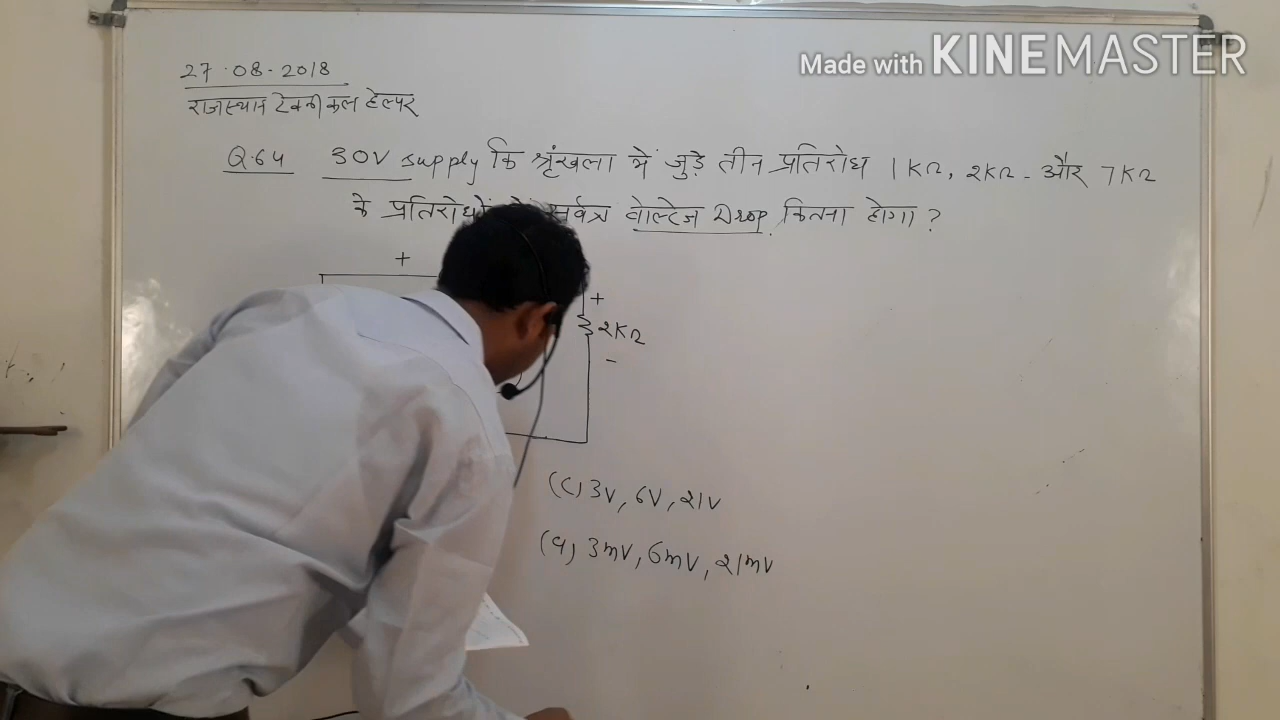 Made with KINEMASTER
27.08-2018
राजस्थान टेक्नीकल हेल्पर
Q.64 30V supply कि श्रृंखला मे जुड़े तीन प्रतिरोध 1KΩ, 2KΩ - और 7KΩ
के प्रतिरोधों सर्वत्र वोल्टेज Drop कितना होगा ?
+
+
2KΩ
-
(C) 3V, 6V, 21V
3mV, 6mV, 21mV